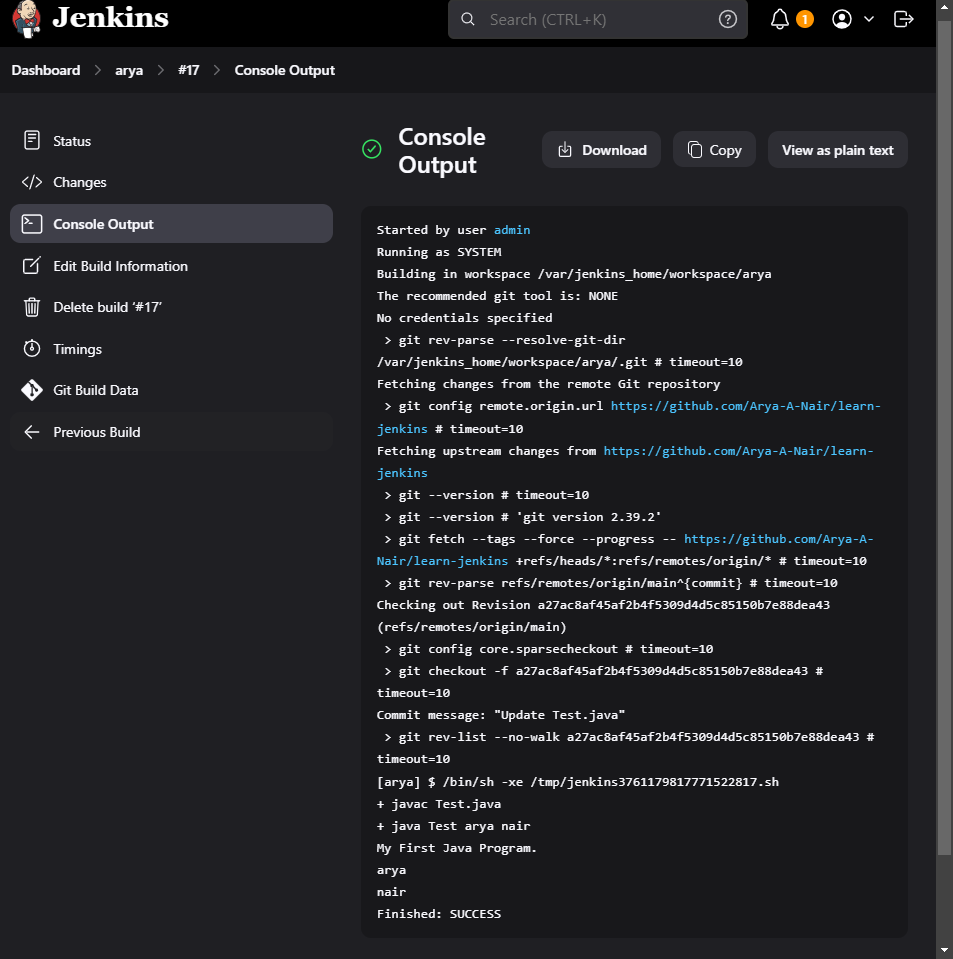 Jenkins
Search (CTRL+K)
1
Dashboard > arya > #17 > Console Output
Status
Changes
Console Output
Edit Build Information
Delete build ‘#17’
Timings
Git Build Data
Previous Build
Console
Output
Download
Copy
View as plain text
Started by user admin
Running as SYSTEM
Building in workspace /var/jenkins_home/workspace/arya
The recommended git tool is: NONE
No credentials specified
> git rev-parse --resolve-git-dir
/var/jenkins_home/workspace/arya/.git # timeout=10
Fetching changes from the remote Git repository
> git config remote.origin.url https://github.com/Arya-A-Nair/learn-
jenkins # timeout=10
Fetching upstream changes from https://github.com/Arya-A-Nair/learn-
jenkins
> git --version # timeout=10
> git --version # 'git version 2.39.2'
> git fetch --tags --force --progress -- https://github.com/Arya-A-
Nair/learn-jenkins +refs/heads/*:refs/remotes/origin/* # timeout=10
> git rev-parse refs/remotes/origin/main^{commit} # timeout=10
Checking out Revision a27ac8af45af2b4f5309d4d5c85150b7e88dea43
(refs/remotes/origin/main)
> git config core.sparsecheckout # timeout=10
> git checkout -f a27ac8af45af2b4f5309d4d5c85150b7e88dea43 #
timeout=10
Commit message: "Update Test.java"
> git rev-list --no-walk a27ac8af45af2b4f5309d4d5c85150b7e88dea43 #
timeout=10
[arya] $ /bin/sh -xe /tmp/jenkins3761179817771522817.sh
+ javac Test.java
+ java Test arya nair
My First Java Program.
arya
nair
Finished: SUCCESS